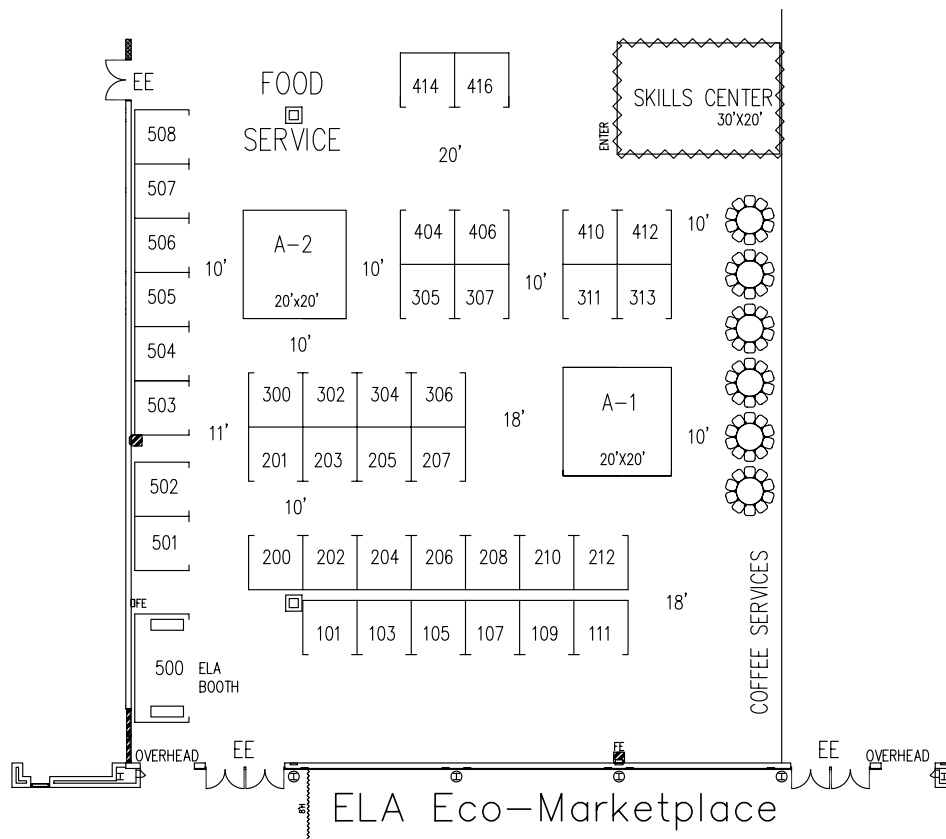 EE
FOOD
SERVICE
414 416
SKILLS CENTER
30'X20'
ENTER
20'
508
507
506
505
504
503
502
501
A-2
20'x20'
10'
10'
404 406
305 307
10'
410 412
311 313
10'
10'
300 302 304 306
201 203 205 207
11'
18'
A-1
20'X20'
10'
10'
200 202 204 206 208 210 212
101 103 105 107 109 111
18'
COFFEE SERVICES
500
ELA
BOOTH
OVERHEAD
EE
FE
EE
OVERHEAD
ELA Eco-Marketplace